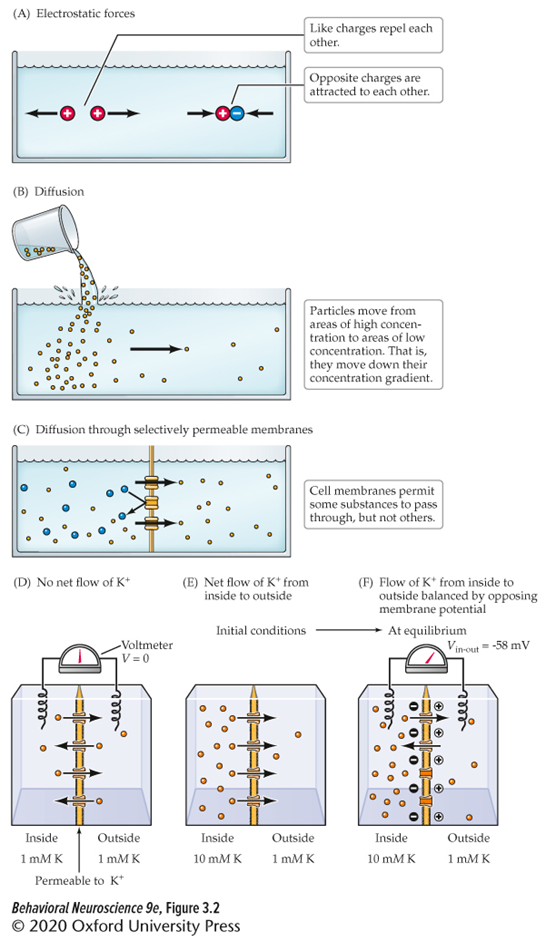 (A) Electrostatic forces
Like charges repel each
other.
Opposite charges are
attracted to each other.
+ + + −
(B) Diffusion
Particles move from
areas of high concen-
tration to areas of low
concentration. That is,
they move down their
concentration gradient.
(C) Diffusion through selectively permeable membranes
Cell membranes permit
some substances to pass
through, but not others.
(D) No net flow of K⁺
(E) Net flow of K⁺ from
inside to outside
(F) Flow of K⁺ from inside to
outside balanced by opposing
membrane potential
Initial conditions
At equilibrium
Voltmeter
V = 0
Vin-out = -58 mV
− +
− +
− +
− +
− +
Inside Outside
1 mM K 1 mM K
Permeable to K⁺
Inside Outside
10 mM K 1 mM K
Inside Outside
10 mM K 1 mM K
Behavioral Neuroscience 9e, Figure 3.2
© 2020 Oxford University Press